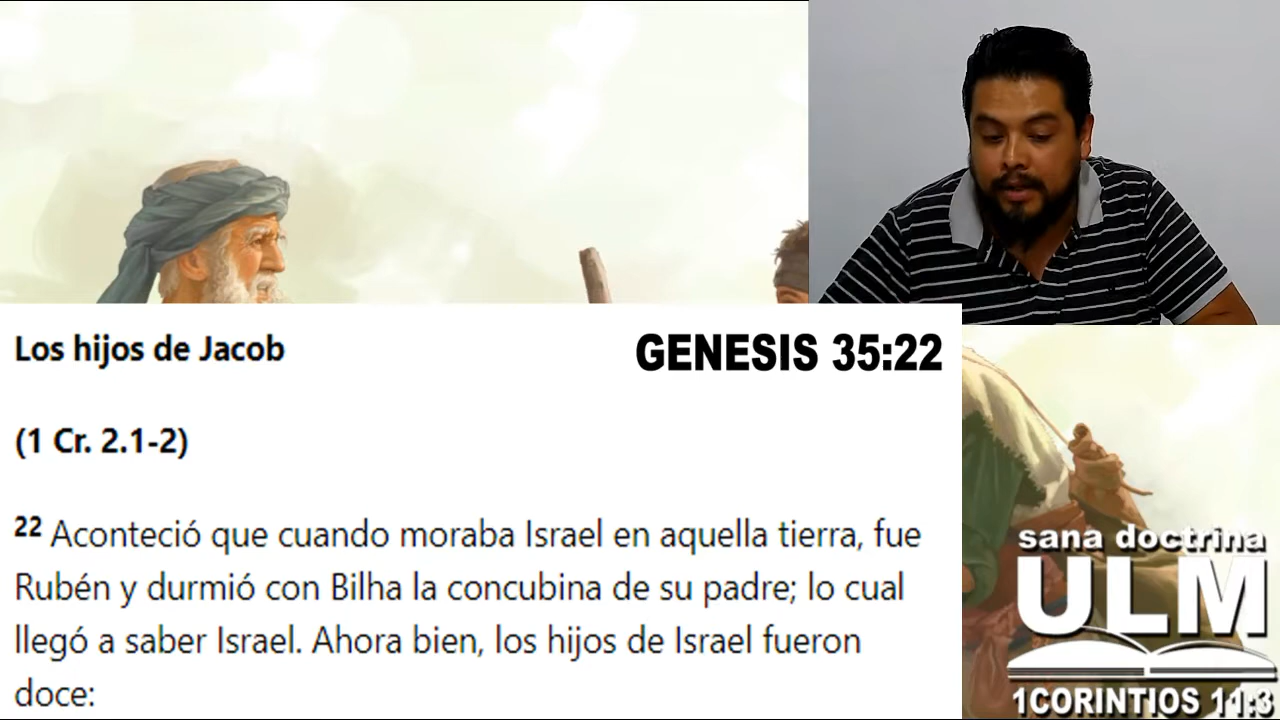 Los hijos de Jacob
GENESIS 35:22
(1 Cr. 2.1-2)
22 Aconteció que cuando moraba Israel en aquella tierra, fue
Rubén y durmió con Bilha la concubina de su padre; lo cual
llegó a saber Israel. Ahora bien, los hijos de Israel fueron
doce:
sana doctrina
ULM
1CORINTIOS 11:3